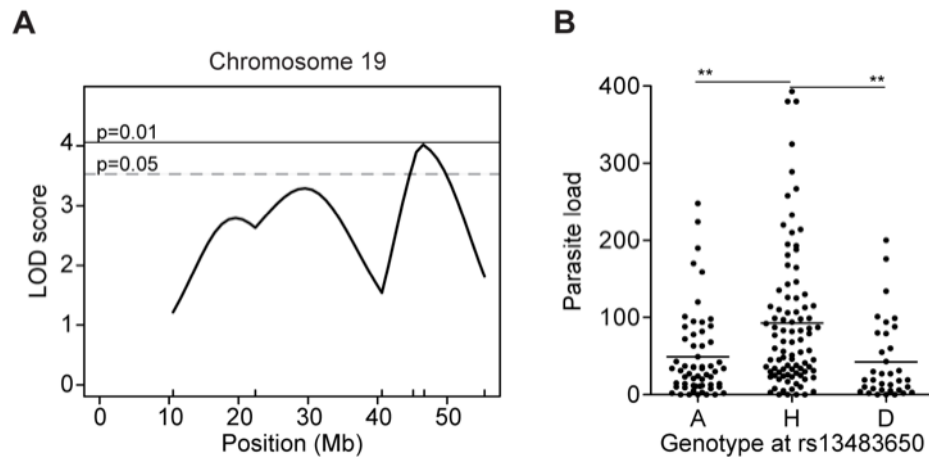 A
Chromosome 19
LOD score
4
3
2
1
0
p=0.01
p=0.05
0
10
20
30
40
50
Position (Mb)
B
**
**
Parasite load
400
300
200
100
0
A
H
D
Genotype at rs13483650